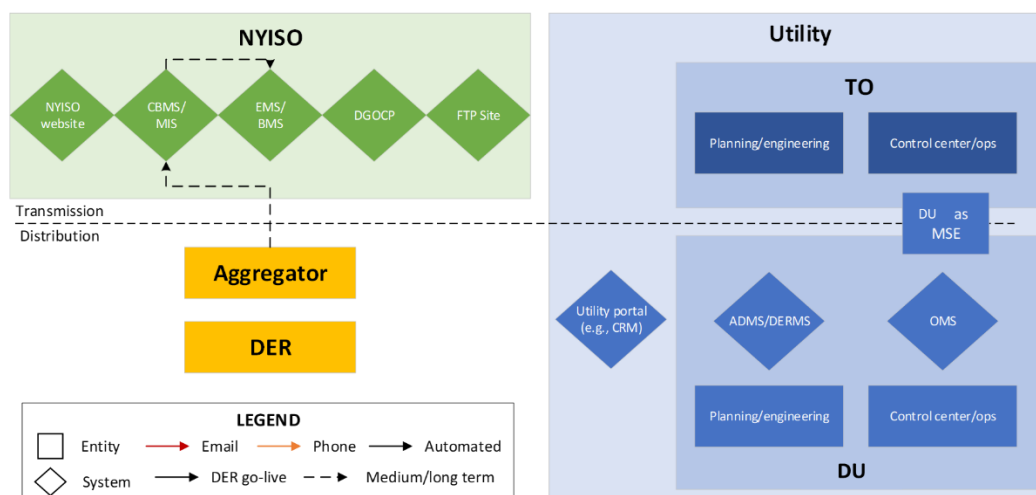 NYISO
NYISO
website
CBMS/
MIS
EMS/
BMS
DGOCP
FTP Site
Transmission
Distribution
Aggregator
DER
Utility
TO
Planning/engineering
Control center/ops
DU as
MSE
Utility portal
(e.g., CRM)
ADMS/DERMS
OMS
Planning/engineering
Control center/ops
DU
LEGEND
Entity
Email
Phone
Automated
System
DER go-live
Medium/long term